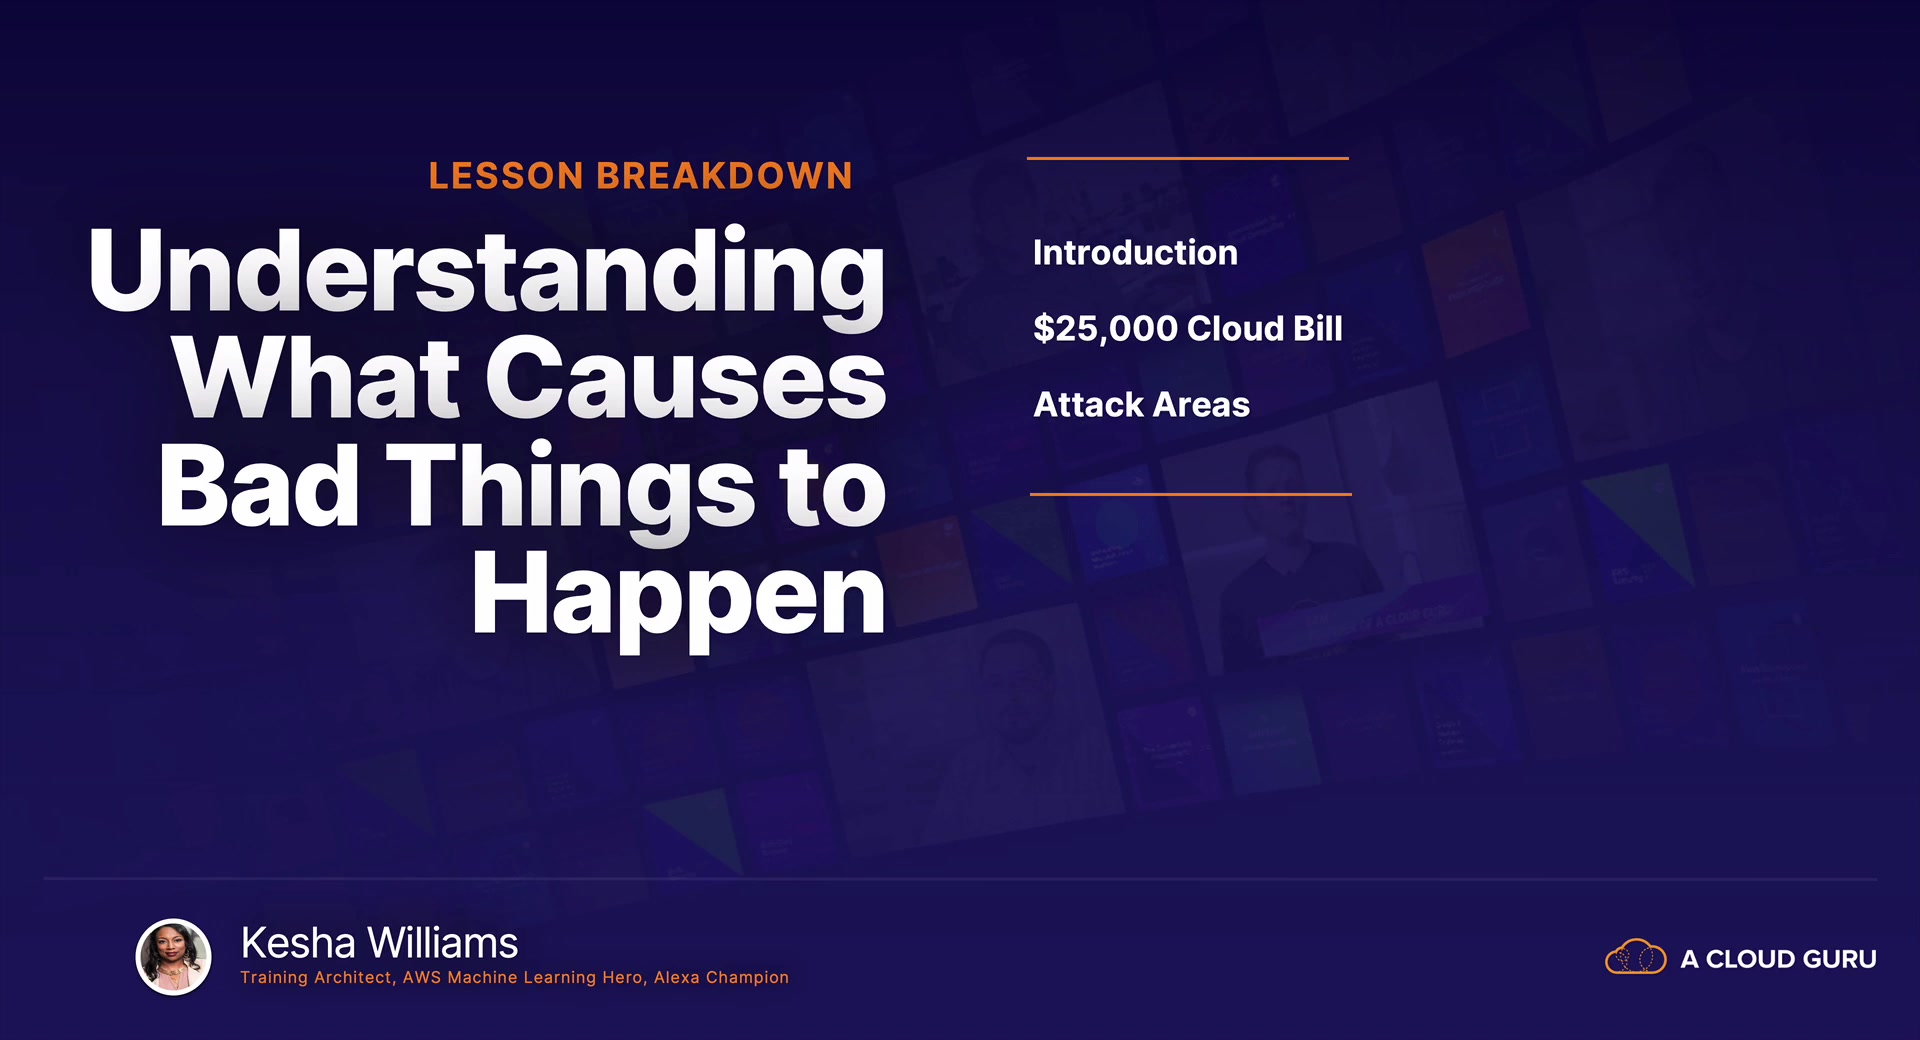 LESSON BREAKDOWN
Understanding
What Causes
Bad Things to
Happen
Introduction
$25,000 Cloud Bill
Attack Areas
Kesha Williams
Training Architect, AWS Machine Learning Hero, Alexa Champion
A CLOUD GURU